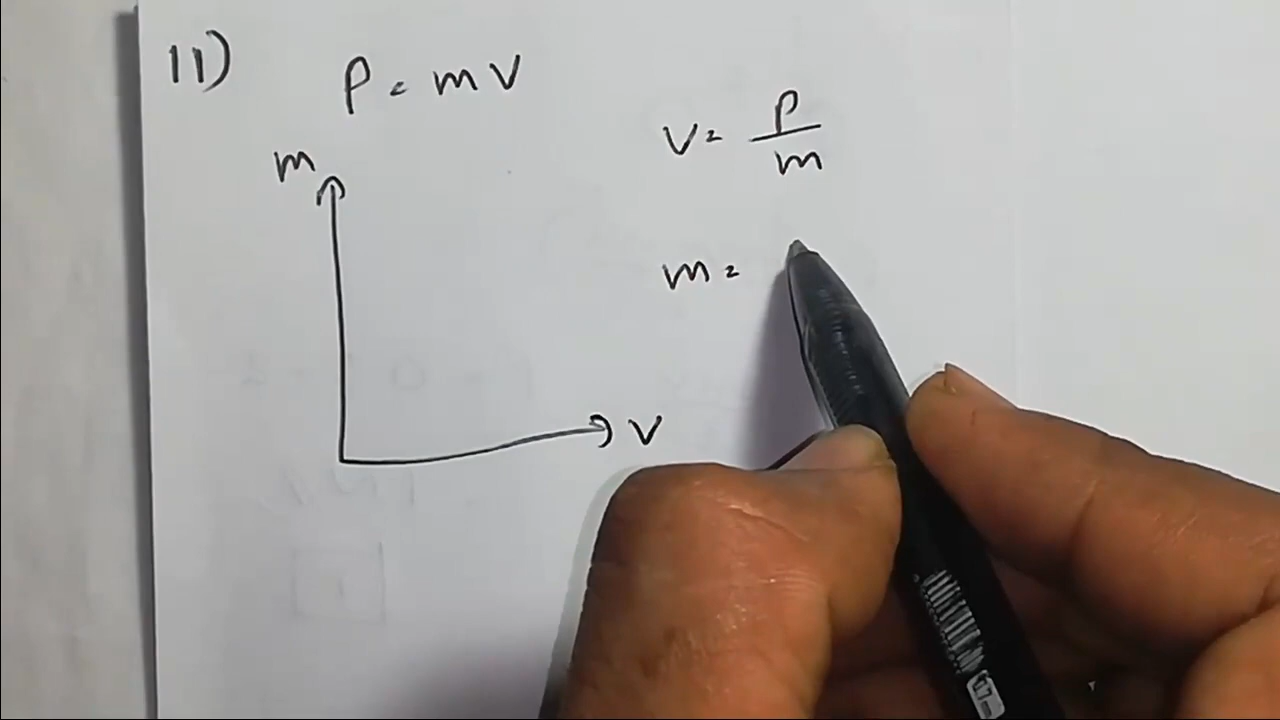 11)
P = mV
V = P/m
m
m =
V